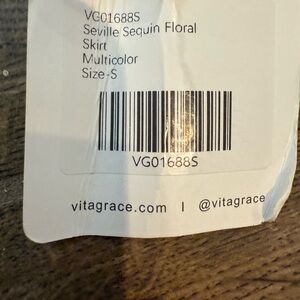 VG01688S
Seville Sequin Floral
Skirt
Multicolor
Size-S
VG01688S
vitagrace.com | @vitagrace